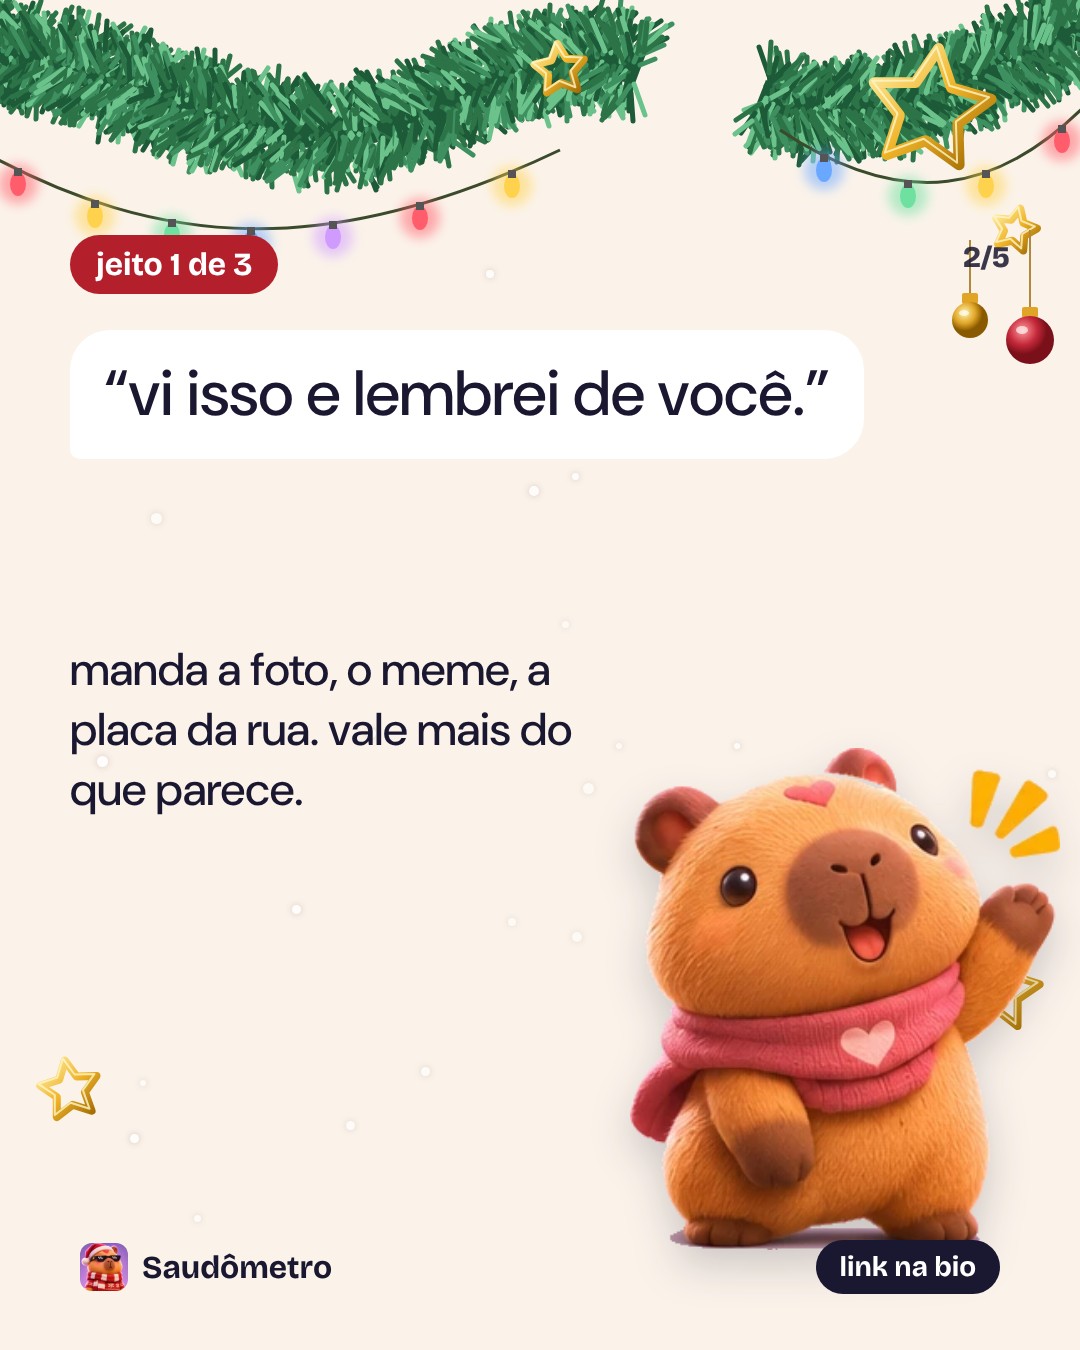 jeito 1 de 3
2/5
“vi isso e lembrei de você.”
manda a foto, o meme, a
placa da rua. vale mais do
que parece.
Saudômetro
link na bio